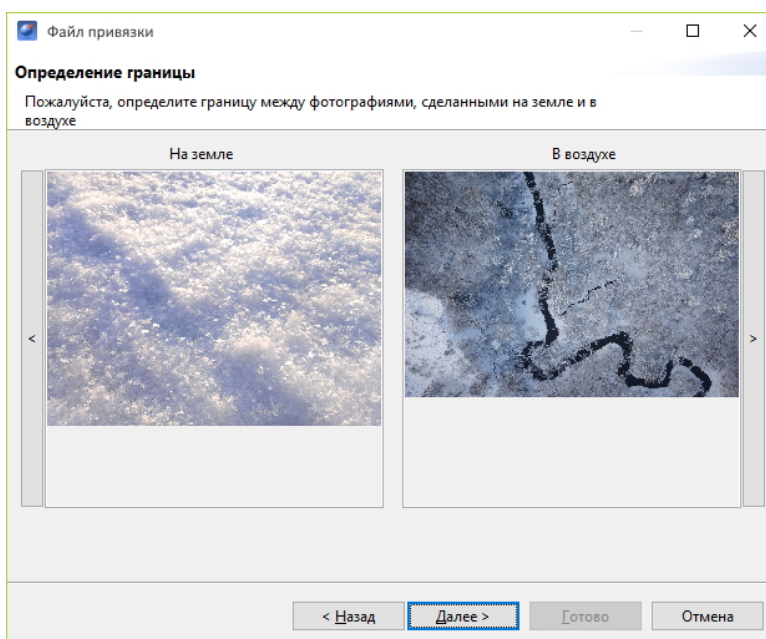 Файл привязки
Определение границы
Пожалуйста, определите границу между фотографиями, сделанными на земле и в
воздухе
На земле
В воздухе
<
>
< Назад
Далее >
Готово
Отмена